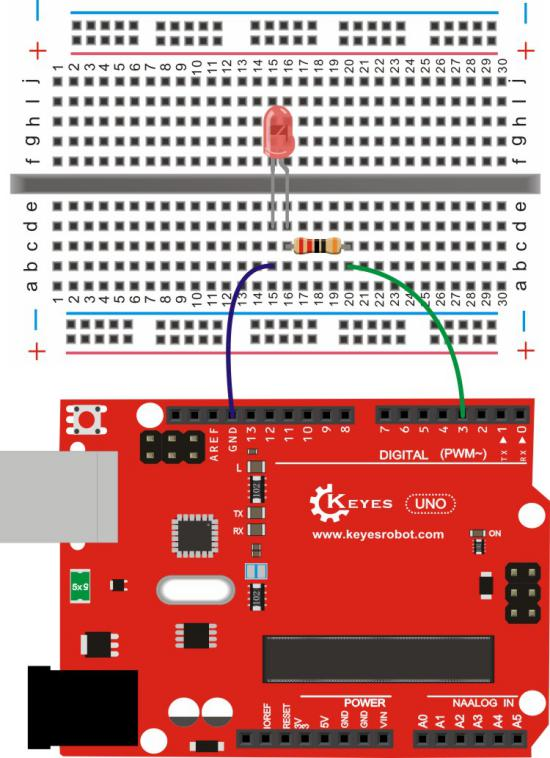 − −
+ +
1 2 3 4 5 6 7 8 9 10 11 12 13 14 15 16 17 18 19 20 21 22 23 24 25 26 27 28 29 30
j j
i i
h h
g g
f f
e e
d d
c c
b b
a a
1 2 3 4 5 6 7 8 9 10 11 12 13 14 15 16 17 18 19 20 21 22 23 24 25 26 27 28 29 30
− −
+ +
AREF GND 13 12 11 10 9 8 7 6 5 4 3 2 TX▶1 RX▶0
DIGITAL (PWM~)
L
102
KEYES UNO
TX
RX
www.keyesrobot.com
ON
5x5
102
POWER
NAALOG IN
IOREF RESET 3V3 5V GND GND VIN A0 A1 A2 A3 A4 A5